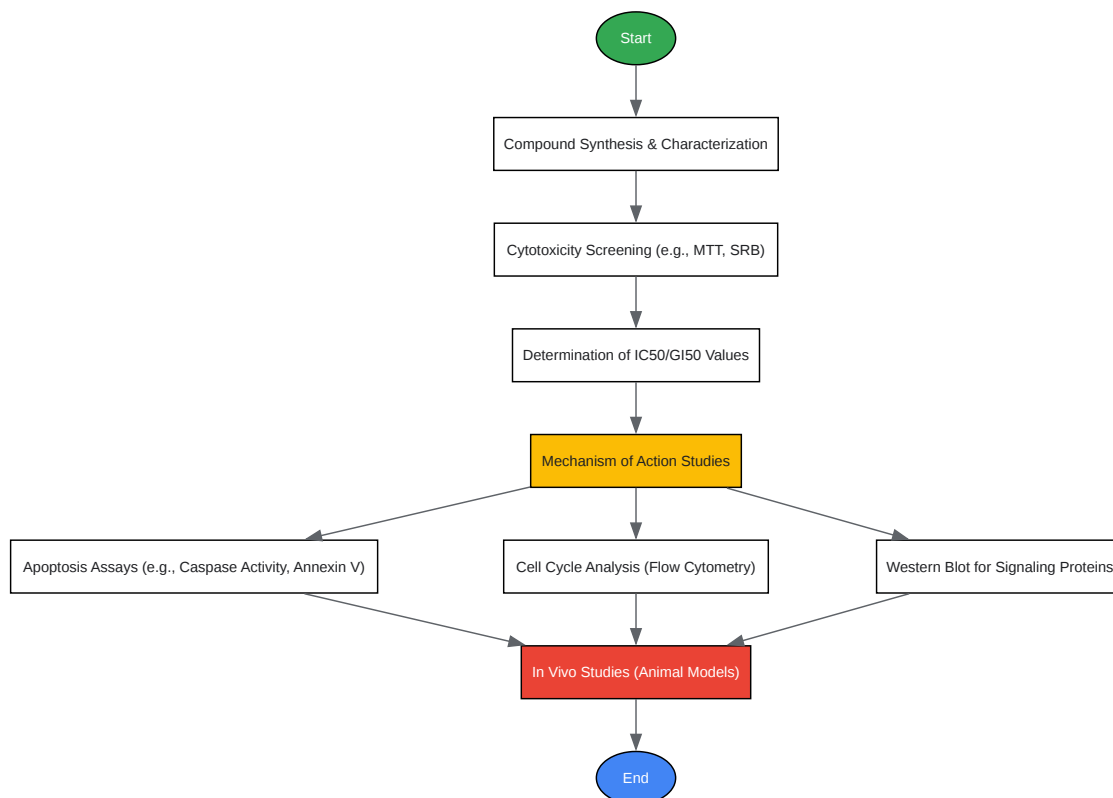 Start
Compound Synthesis & Characterization
Cytotoxicity Screening (e.g., MTT, SRB)
Determination of IC50/GI50 Values
Mechanism of Action Studies
Apoptosis Assays (e.g., Caspase Activity, Annexin V)
Cell Cycle Analysis (Flow Cytometry)
Western Blot for Signaling Proteins
In Vivo Studies (Animal Models)
End